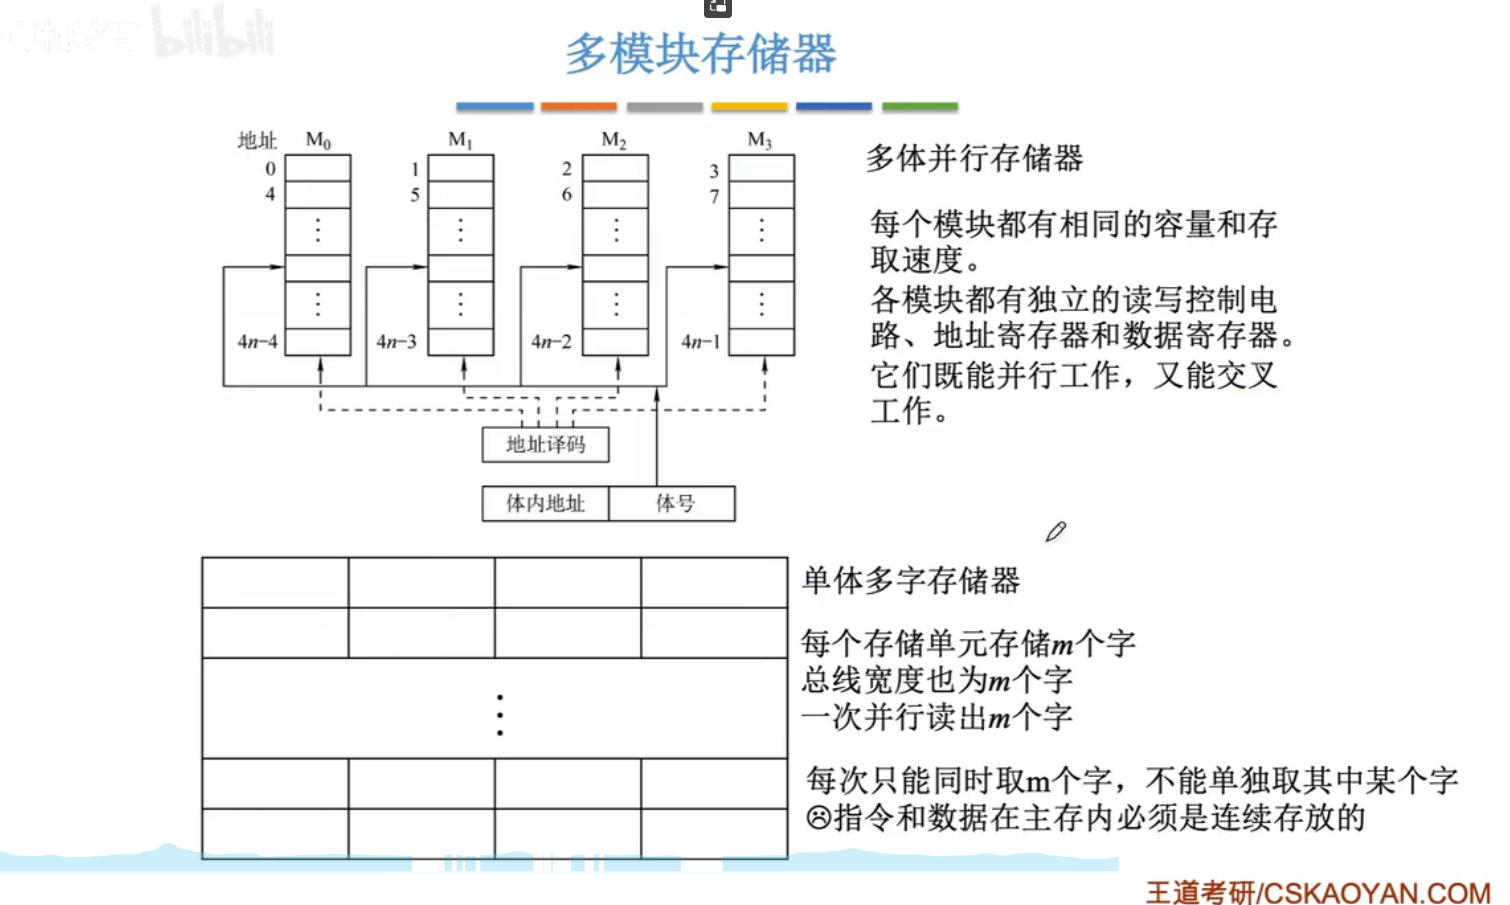 bilibili
多模块存储器
地址 M₀ M₁ M₂ M₃
0 1 2 3
4 5 6 7
4n−4 4n−3 4n−2 4n−1
地址译码
体内地址 体号
多体并行存储器
每个模块都有相同的容量和存
取速度。
各模块都有独立的读写控制电
路、地址寄存器和数据寄存器。
它们既能并行工作，又能交叉
工作。
单体多字存储器
每个存储单元存储m个字
总线宽度也为m个字
一次并行读出m个字
每次只能同时取m个字，不能单独取其中某个字
☹指令和数据在主存内必须是连续存放的
王道考研/CSKAOYAN.COM